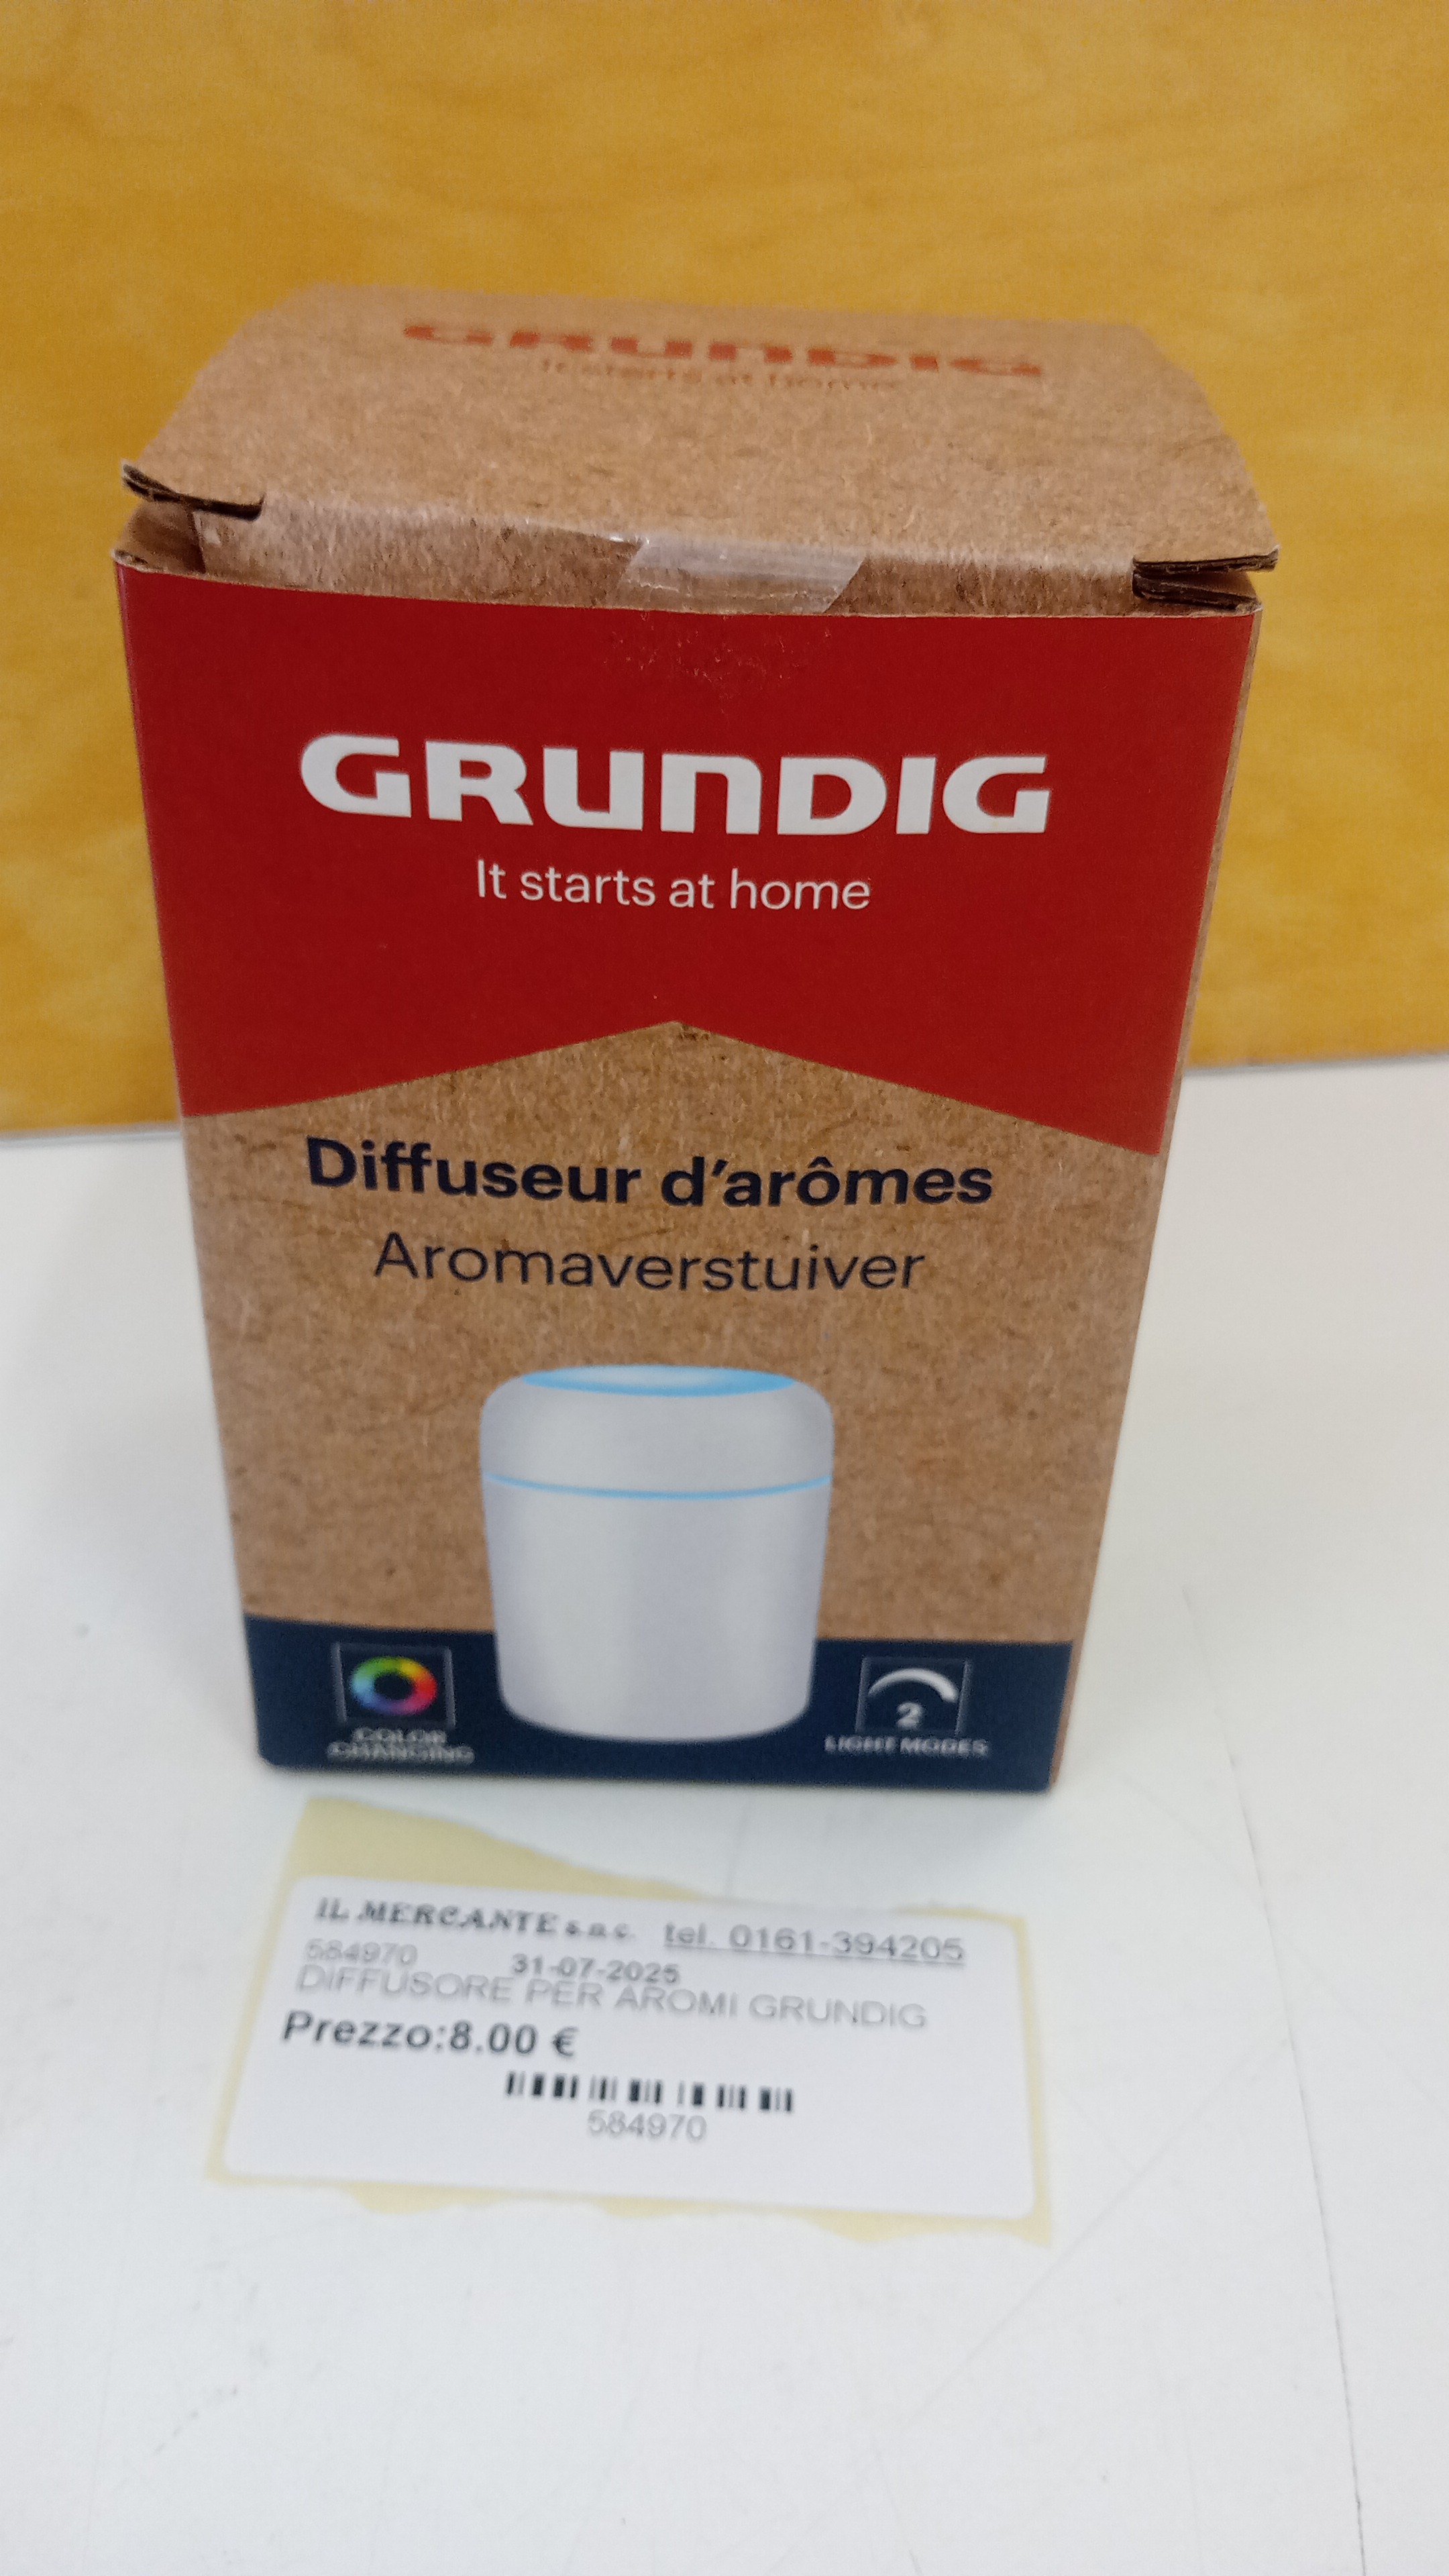 GRUNDIG
It starts at home
GRUNDIG
It starts at home
Diffuseur d'arômes
Aromaverstuiver
COLOR
CHANGING
2
LIGHT MODES
IL MERCANTE s.n.c. tel. 0161-394205
584970 31-07-2025
DIFFUSORE PER AROMI GRUNDIG
Prezzo:8.00 €
584970